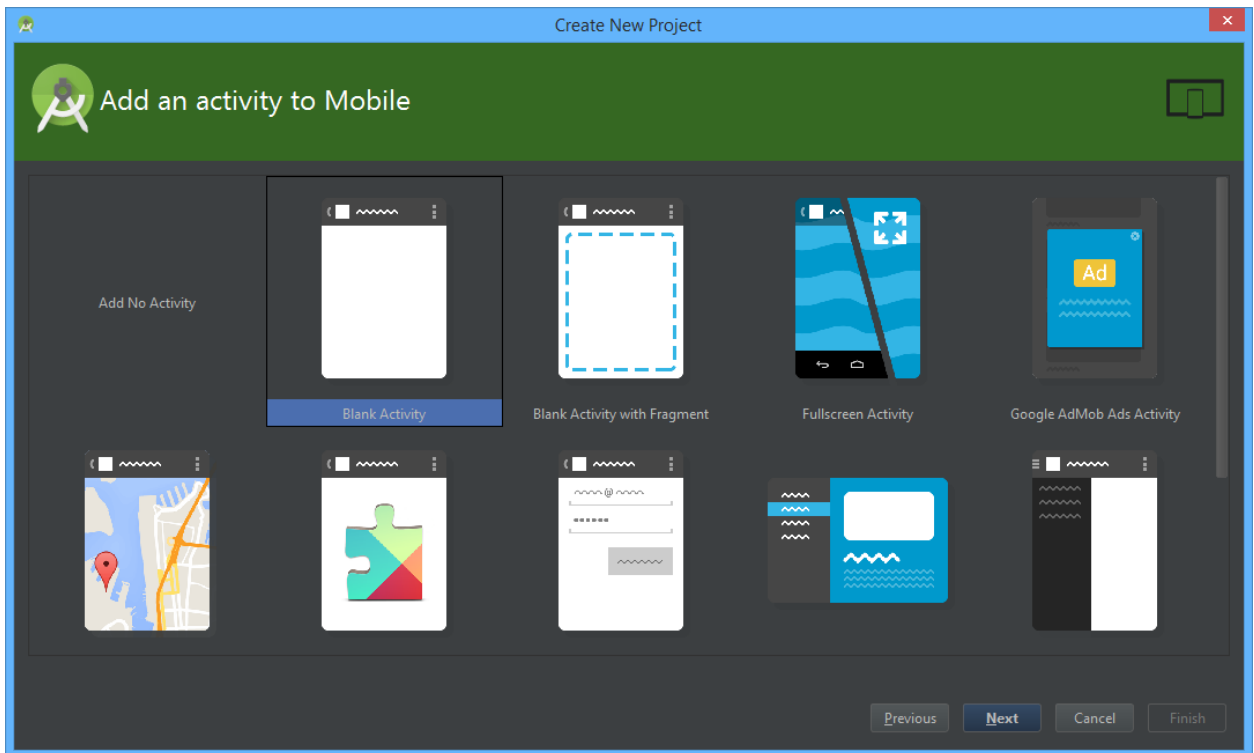 Create New Project
Add an activity to Mobile
Ad
Add No Activity
Blank Activity
Blank Activity with Fragment
Fullscreen Activity
Google AdMob Ads Activity
@
Previous
Next
Cancel
Finish